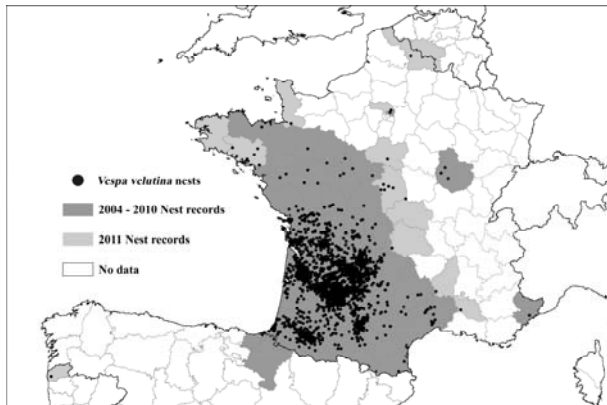 Vespa velutina nests
2004 - 2010 Nest records
2011 Nest records
No data